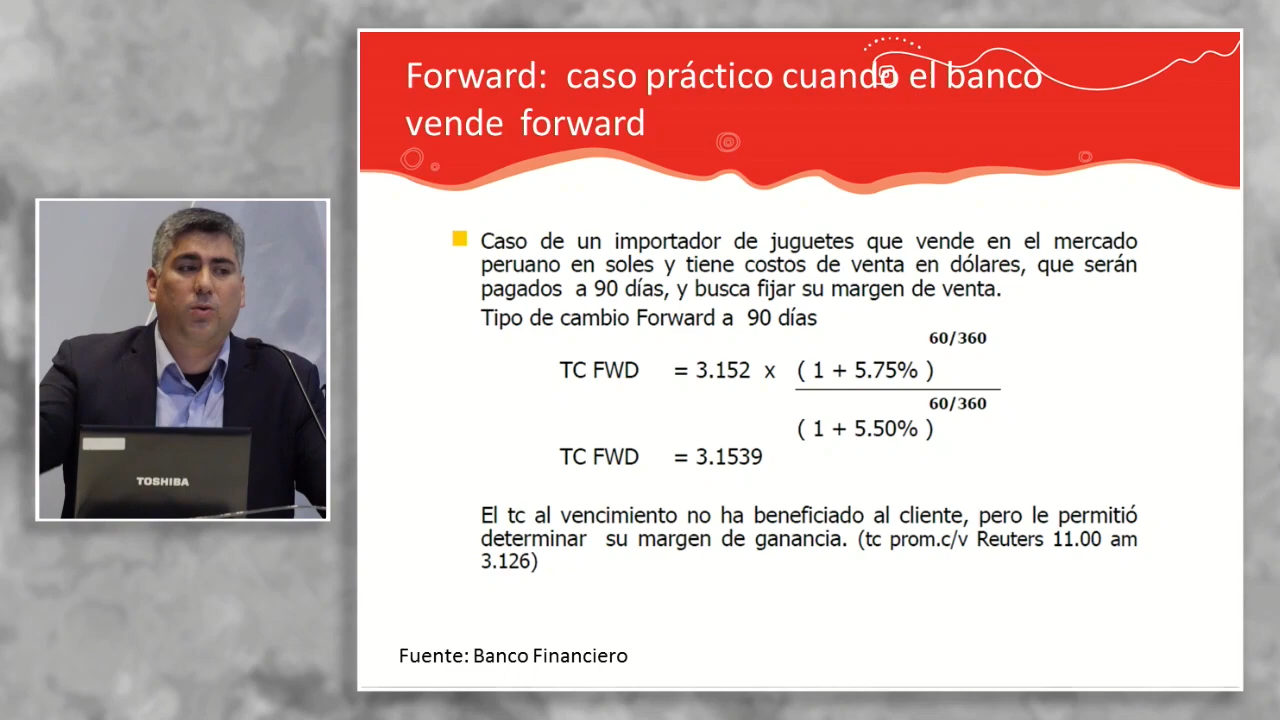 Forward:  caso práctico cuando el banco
vende  forward
Caso de un importador de juguetes que vende en el mercado
peruano en soles y tiene costos de venta en dólares, que serán
pagados  a 90 días, y busca fijar su margen de venta.
Tipo de cambio Forward a  90 días
60/360
TC FWD = 3.152 x ( 1 + 5.75% )
60/360
( 1 + 5.50% )
TC FWD = 3.1539
El tc al vencimiento no ha beneficiado al cliente, pero le permitió
determinar  su margen de ganancia. (tc prom.c/v Reuters 11.00 am
3.126)
Fuente: Banco Financiero
TOSHIBA